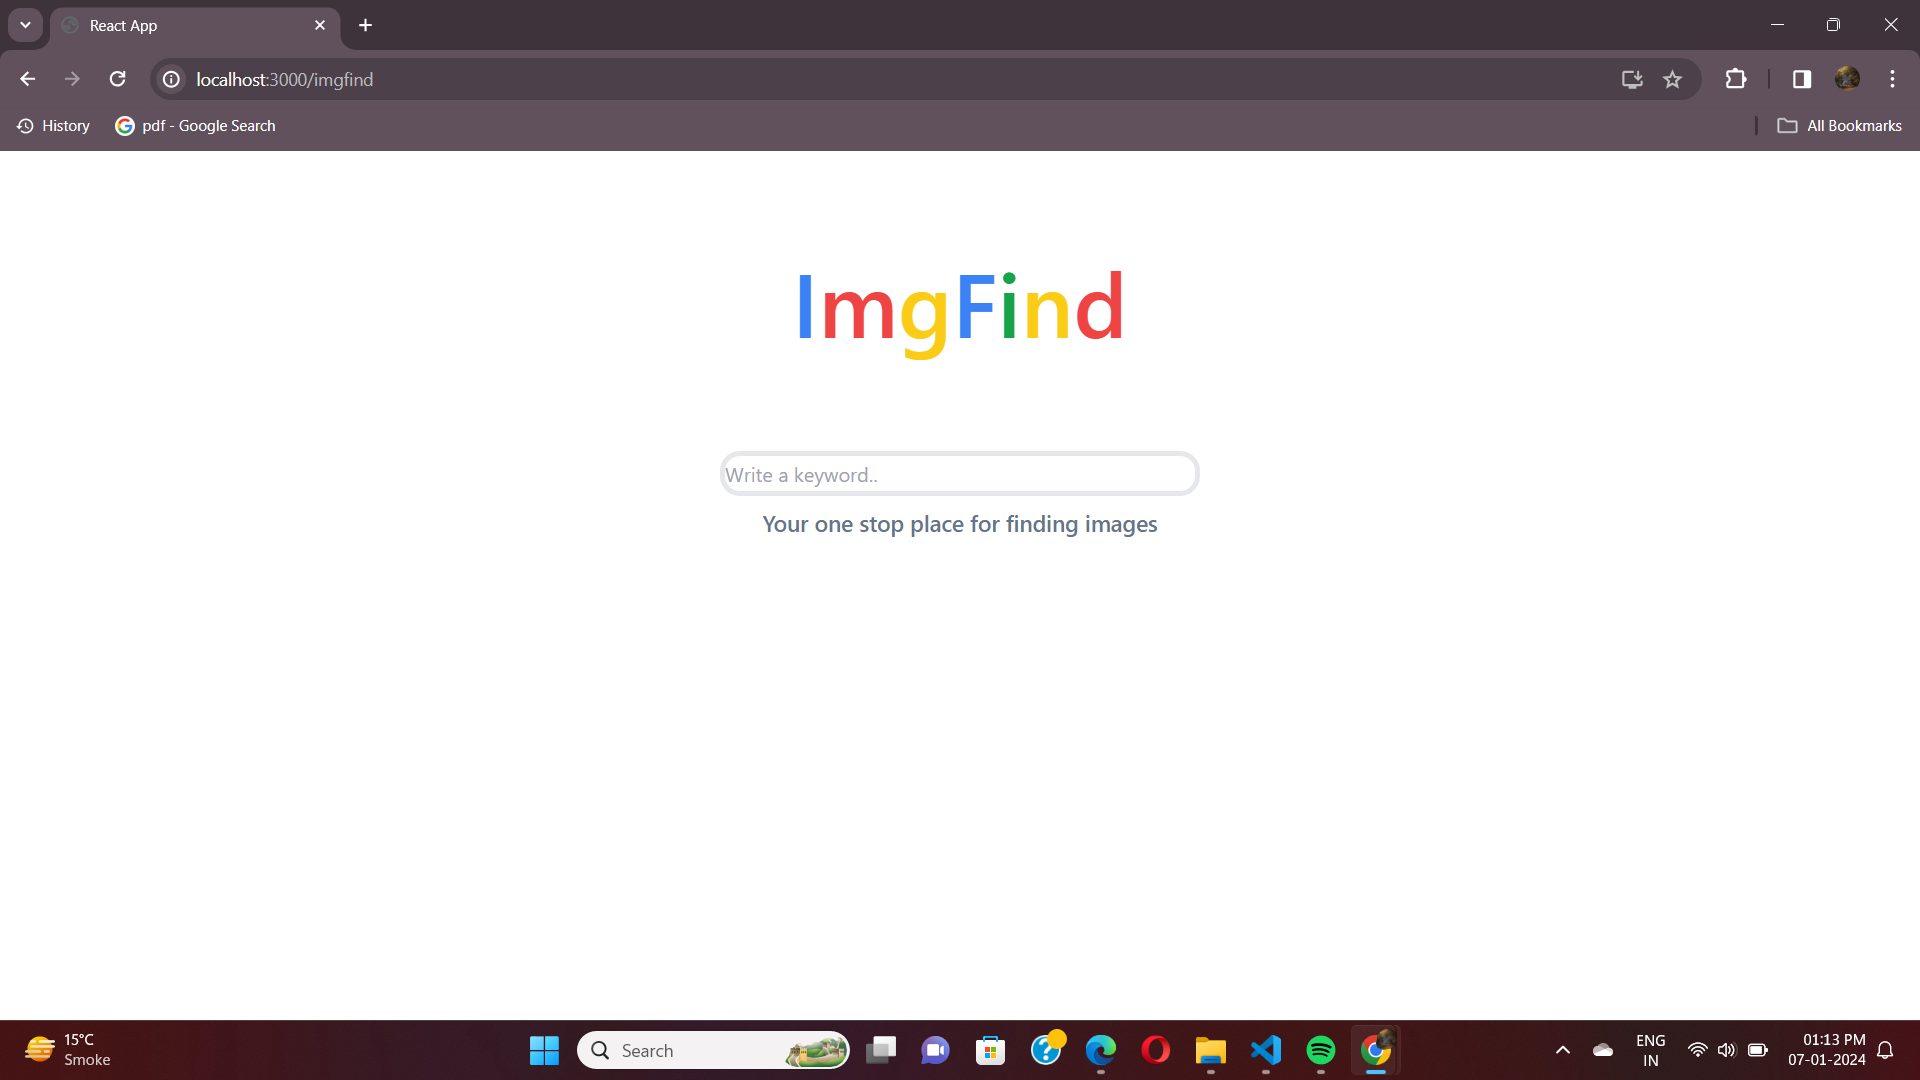 React App
localhost:3000/imgfind
History
pdf - Google Search
All Bookmarks
ImgFind
Write a keyword..
Your one stop place for finding images
15°C
Smoke
Search
ENG
IN
01:13 PM
07-01-2024